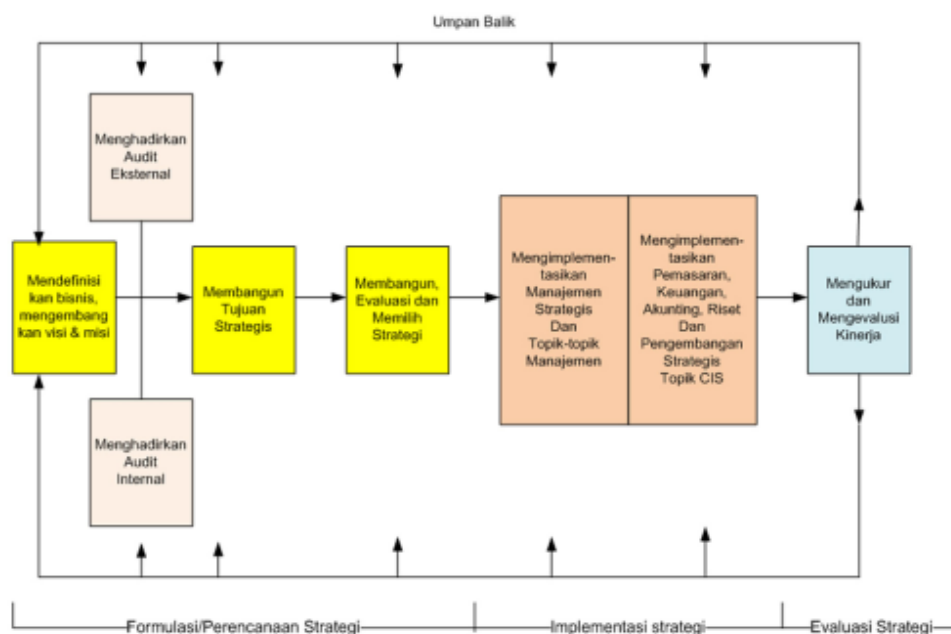 Umpan Balik
Menghadirkan
Audit
Eksternal
Mendefinisi
kan bisnis,
mengembang
kan visi & misi
Menghadirkan
Audit
Internal
Membangun
Tujuan
Strategis
Membangun,
Evaluasi dan
Memilih
Strategi
Mengimplemen-
tasikan
Manajemen
Strategis
Dan
Topik-topik
Manajemen
Mengimplemen-
tasikan
Pemasaran,
Keuangan,
Akunting, Riset
Dan
Pengembangan
Strategis
Topik CIS
Mengukur
dan
Mengevalusi
Kinerja
Formulasi/Perencanaan Strategi
Implementasi strategi
Evaluasi Strategi